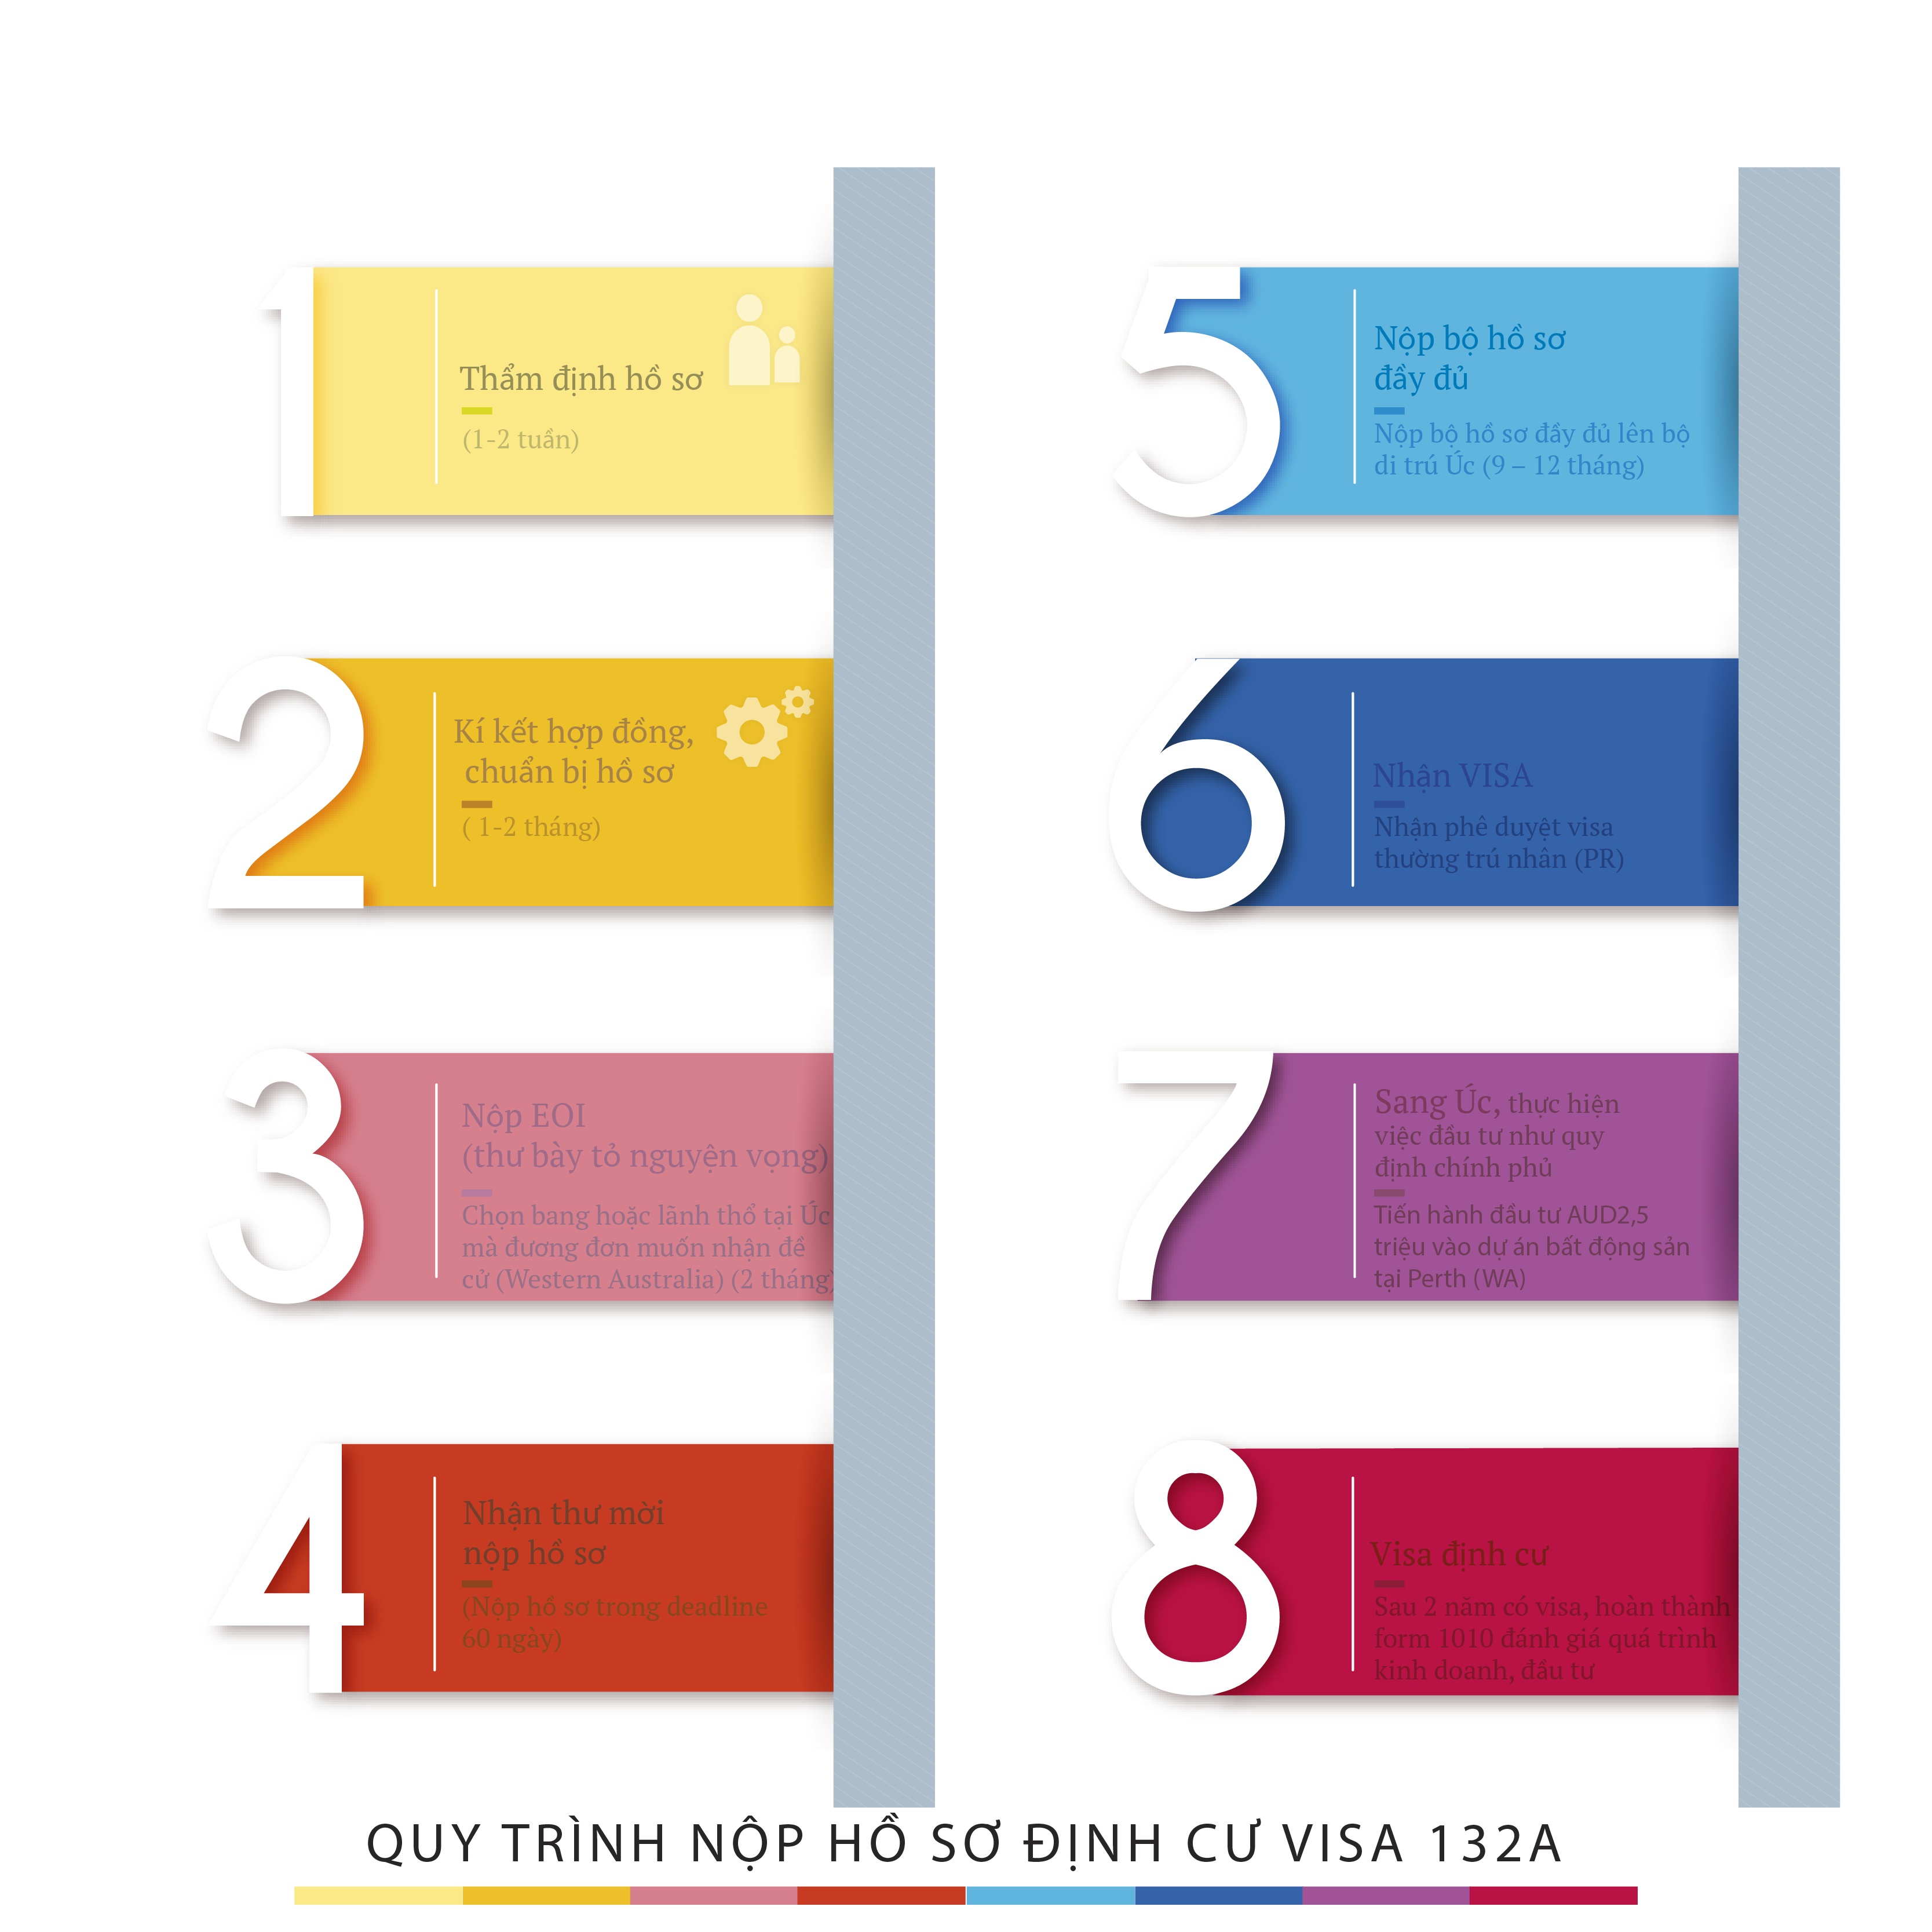 1
Thẩm định hồ sơ
(1-2 tuần)
2
Kí kết hợp đồng,
chuẩn bị hồ sơ
( 1-2 tháng)
3
Nộp EOI
(thư bày tỏ nguyện vọng)
Chọn bang hoặc lãnh thổ tại Úc
mà đương đơn muốn nhận đề
cử (Western Australia) (2 tháng)
4
Nhận thư mời
nộp hồ sơ
(Nộp hồ sơ trong deadline
60 ngày)
5
Nộp bộ hồ sơ
đầy đủ
Nộp bộ hồ sơ đầy đủ lên bộ
di trú Úc (9 – 12 tháng)
6
Nhận VISA
Nhận phê duyệt visa
thường trú nhân (PR)
7
Sang Úc, thực hiện
việc đầu tư như quy
định chính phủ
Tiến hành đầu tư AUD2,5
triệu vào dự án bất động sản
tại Perth (WA)
8
Visa định cư
Sau 2 năm có visa, hoàn thành
form 1010 đánh giá quá trình
kinh doanh, đầu tư
QUY TRÌNH NỘP HỒ SƠ ĐỊNH CƯ VISA 132A